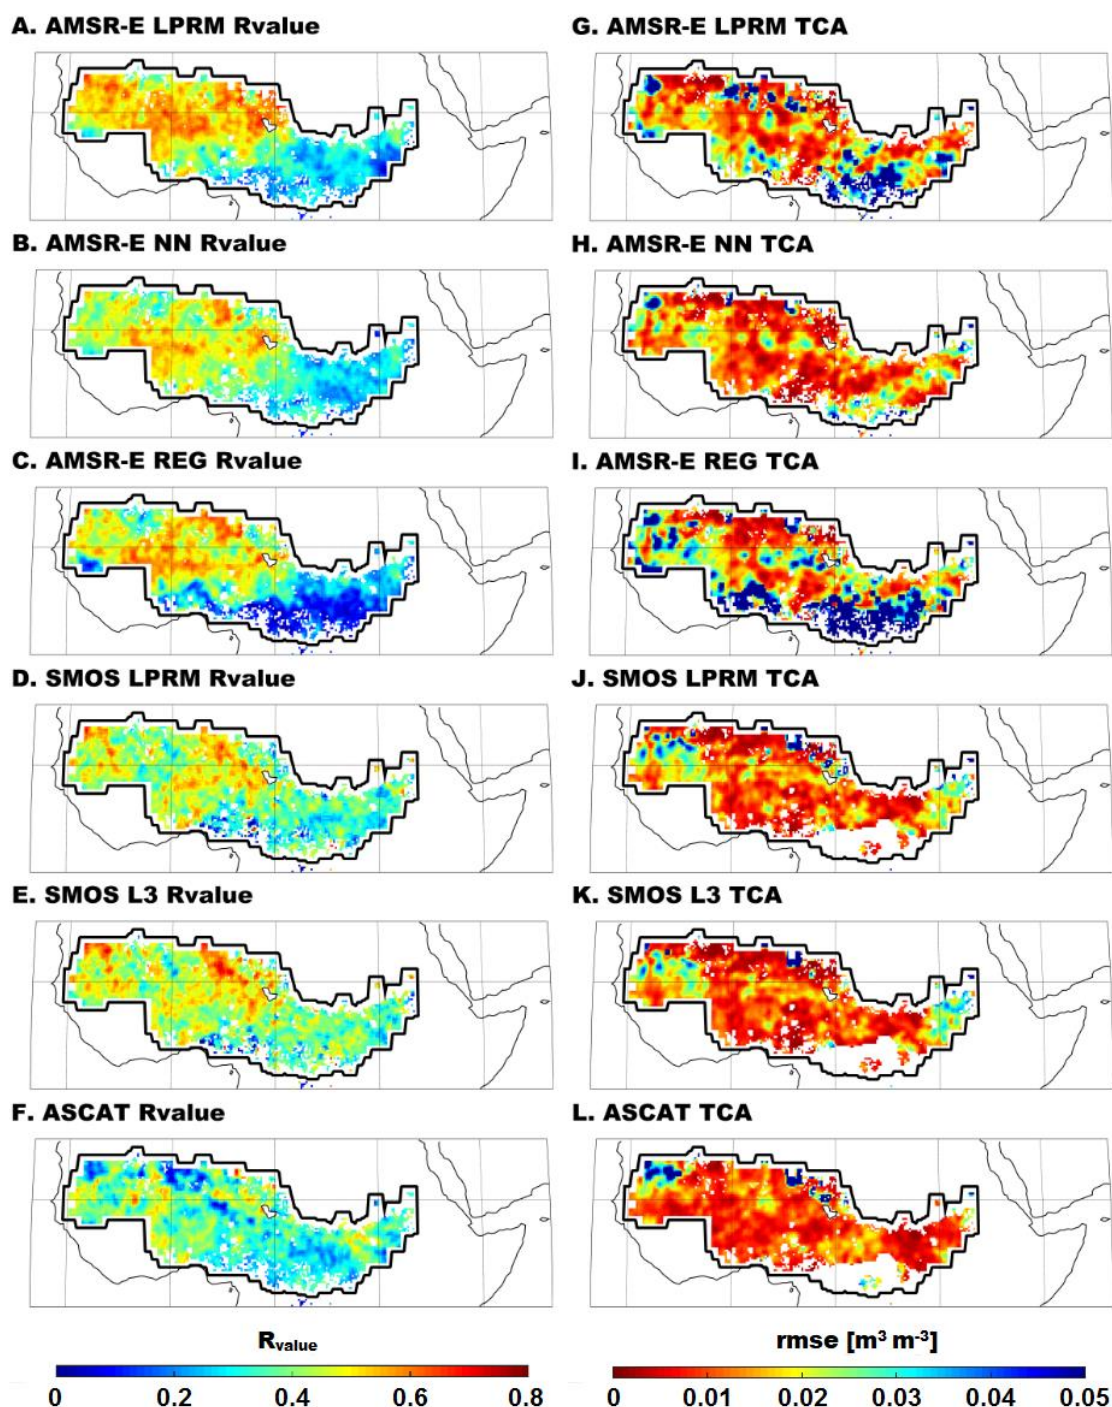 A. AMSR-E LPRM Rvalue
G. AMSR-E LPRM TCA
B. AMSR-E NN Rvalue
H. AMSR-E NN TCA
C. AMSR-E REG Rvalue
I. AMSR-E REG TCA
D. SMOS LPRM Rvalue
J. SMOS LPRM TCA
E. SMOS L3 Rvalue
K. SMOS L3 TCA
F. ASCAT Rvalue
L. ASCAT TCA
Rvalue
0 0.2 0.4 0.6 0.8
rmse [m³ m⁻³]
0 0.01 0.02 0.03 0.04 0.05